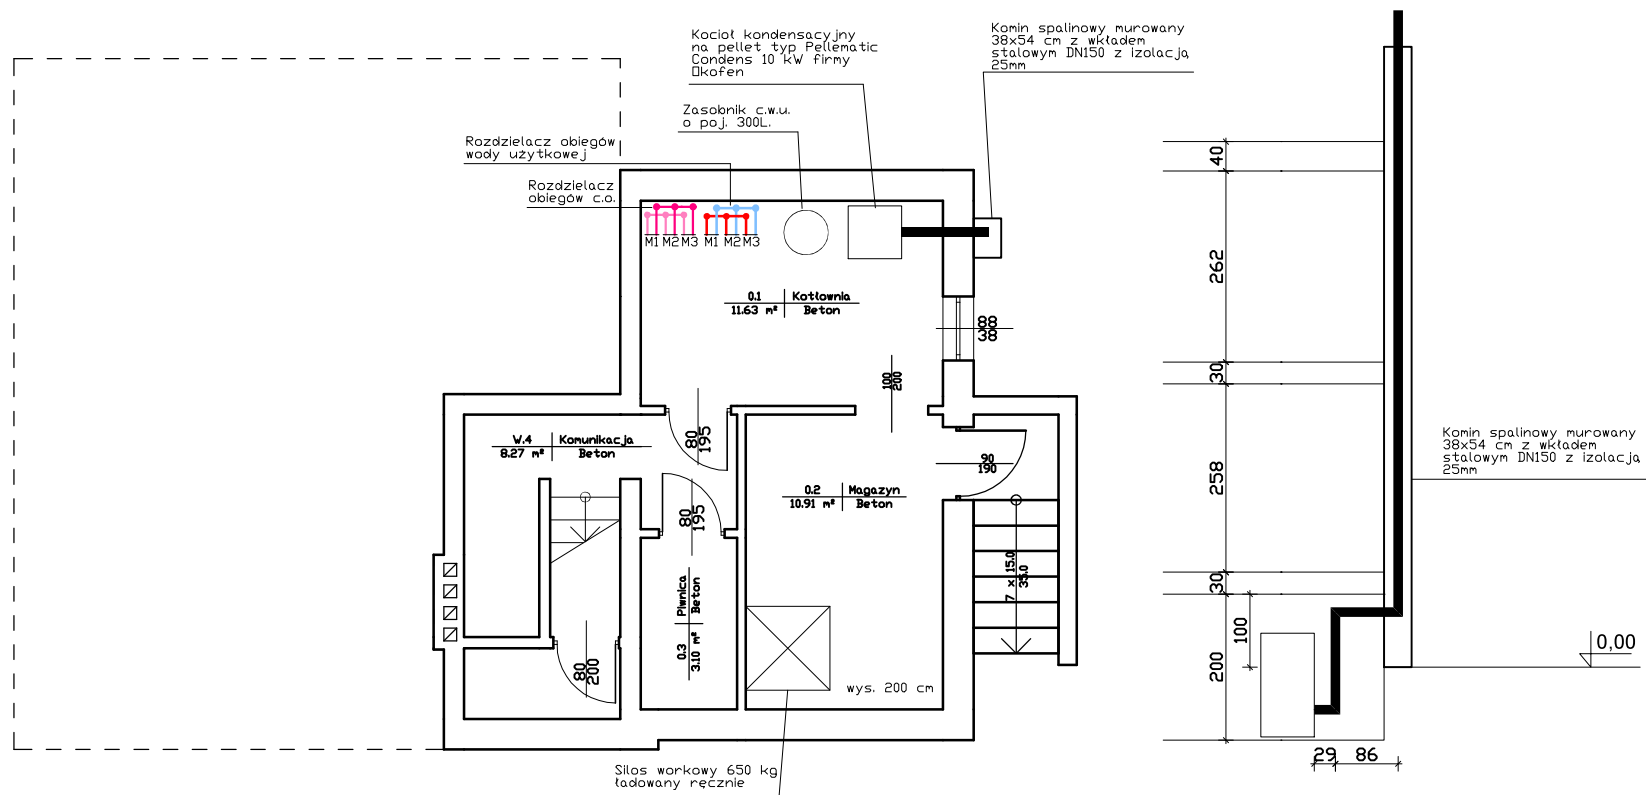 Kocioł kondensacyjny
na pellet typ Pellematic
Condens 10 kW firmy
□kofen
Komin spalinowy murowany
38x54 cm z wkładem
stalowym DN150 z izolacją
25mm
Zasobnik c.w.u.
o poj. 300L.
Rozdzielacz obiegów
wody użytkowej
Rozdzielacz
obiegów c.o.
M1 M2 M3 M1 M2 M3
0.1 Kotłownia
11.63 m² Beton
88
38
100
200
80
195
W.4 Komunikacja
8.27 m² Beton
90
190
0.2 Magazyn
10.91 m² Beton
80
195
7 x 15.0
35.0
0.3 Piwnica
3.10 m² Beton
80
200
wys. 200 cm
Silos workowy 650 kg
ładowany ręcznie
40
262
30
258
30
100
200
29 86
Komin spalinowy murowany
38x54 cm z wkładem
stalowym DN150 z izolacją
25mm
0,00